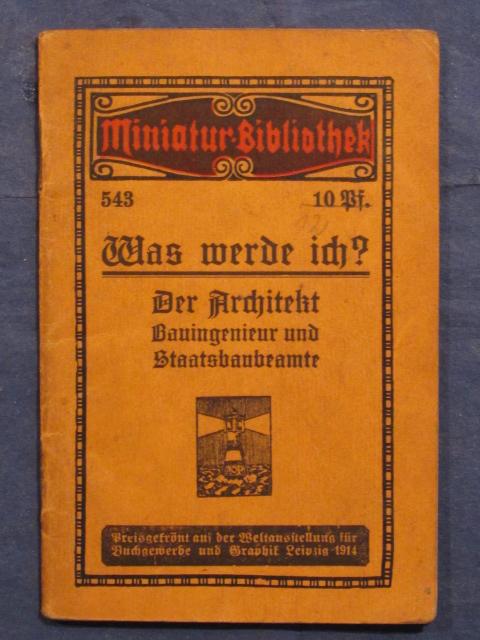 Miniatur-Bibliothek
543 10 Pf.
Was werde ich?
Der Architekt
Bauingenieur und
Staatsbaubeamte
Preisgekrönt auf der Weltausstellung für
Buchgewerbe und Graphik Leipzig 1914